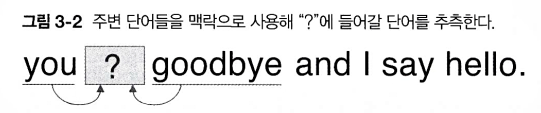 그림 3-2 주변 단어들을 맥락으로 사용해 “?”에 들어갈 단어를 추측한다.
you ? goodbye and I say hello.